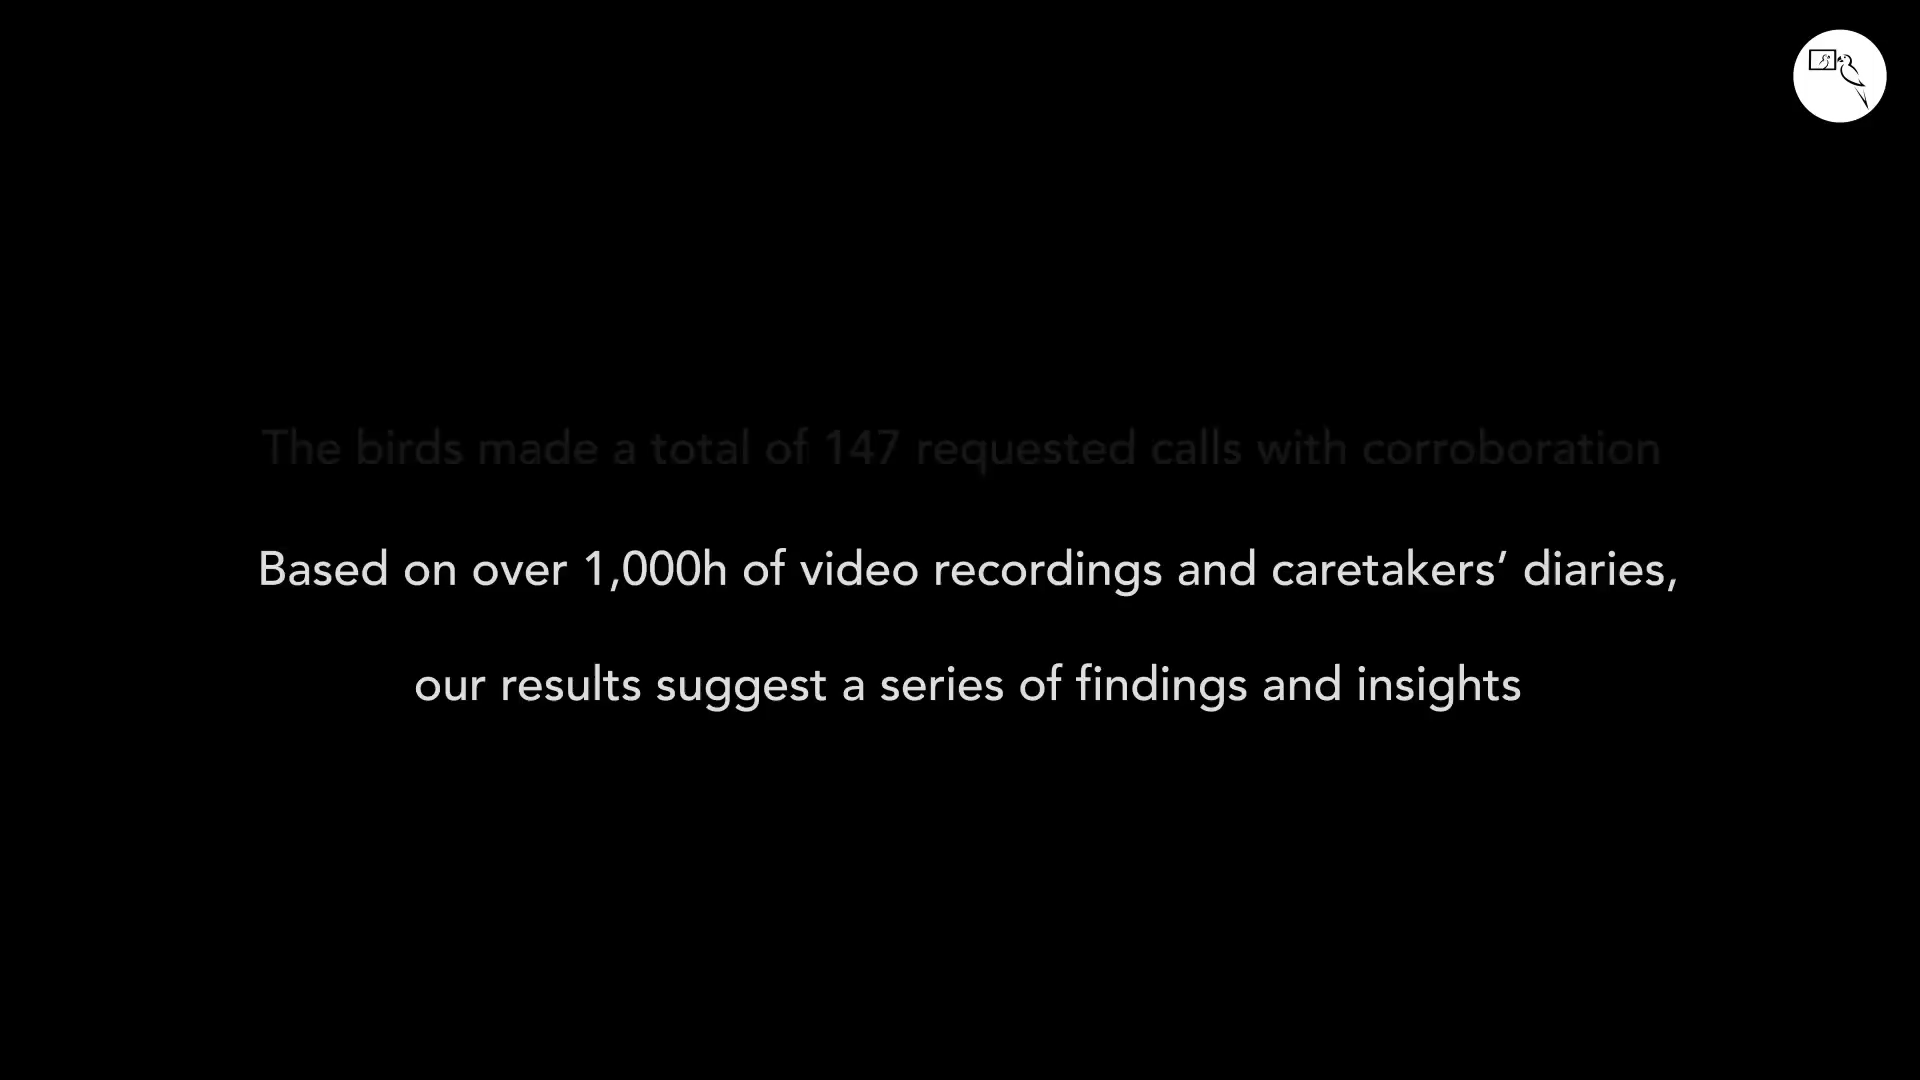 The birds made a total of 147 requested calls with corroboration
Based on over 1,000h of video recordings and caretakers’ diaries,
our results suggest a series of findings and insights